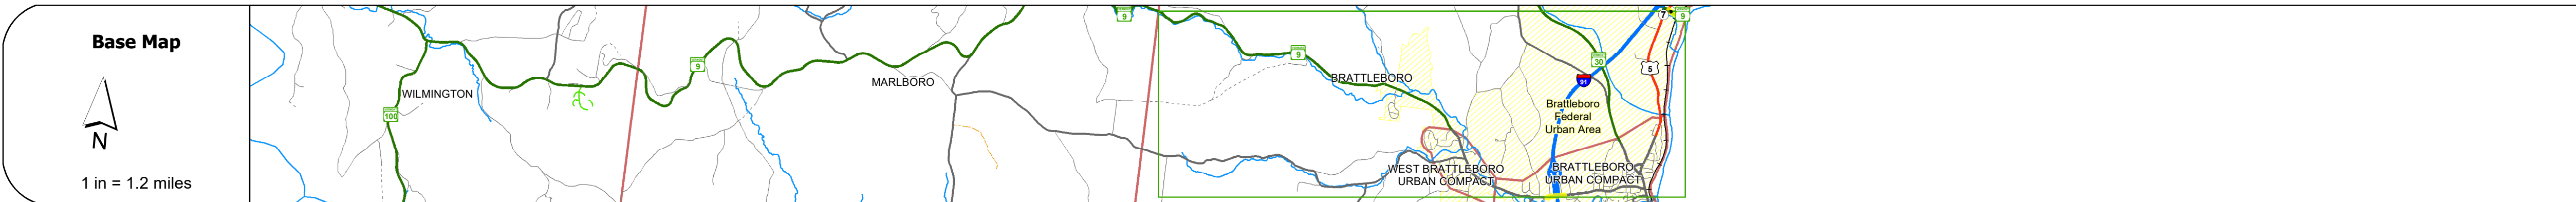 Base Map
N
1 in = 1.2 miles
WILMINGTON
100
9
MARLBORO
9
9
BRATTLEBORO
30
91
5
7
9
Brattleboro
Federal
Urban Area
WEST BRATTLEBORO
URBAN COMPACT
BRATTLEBORO
URBAN COMPACT